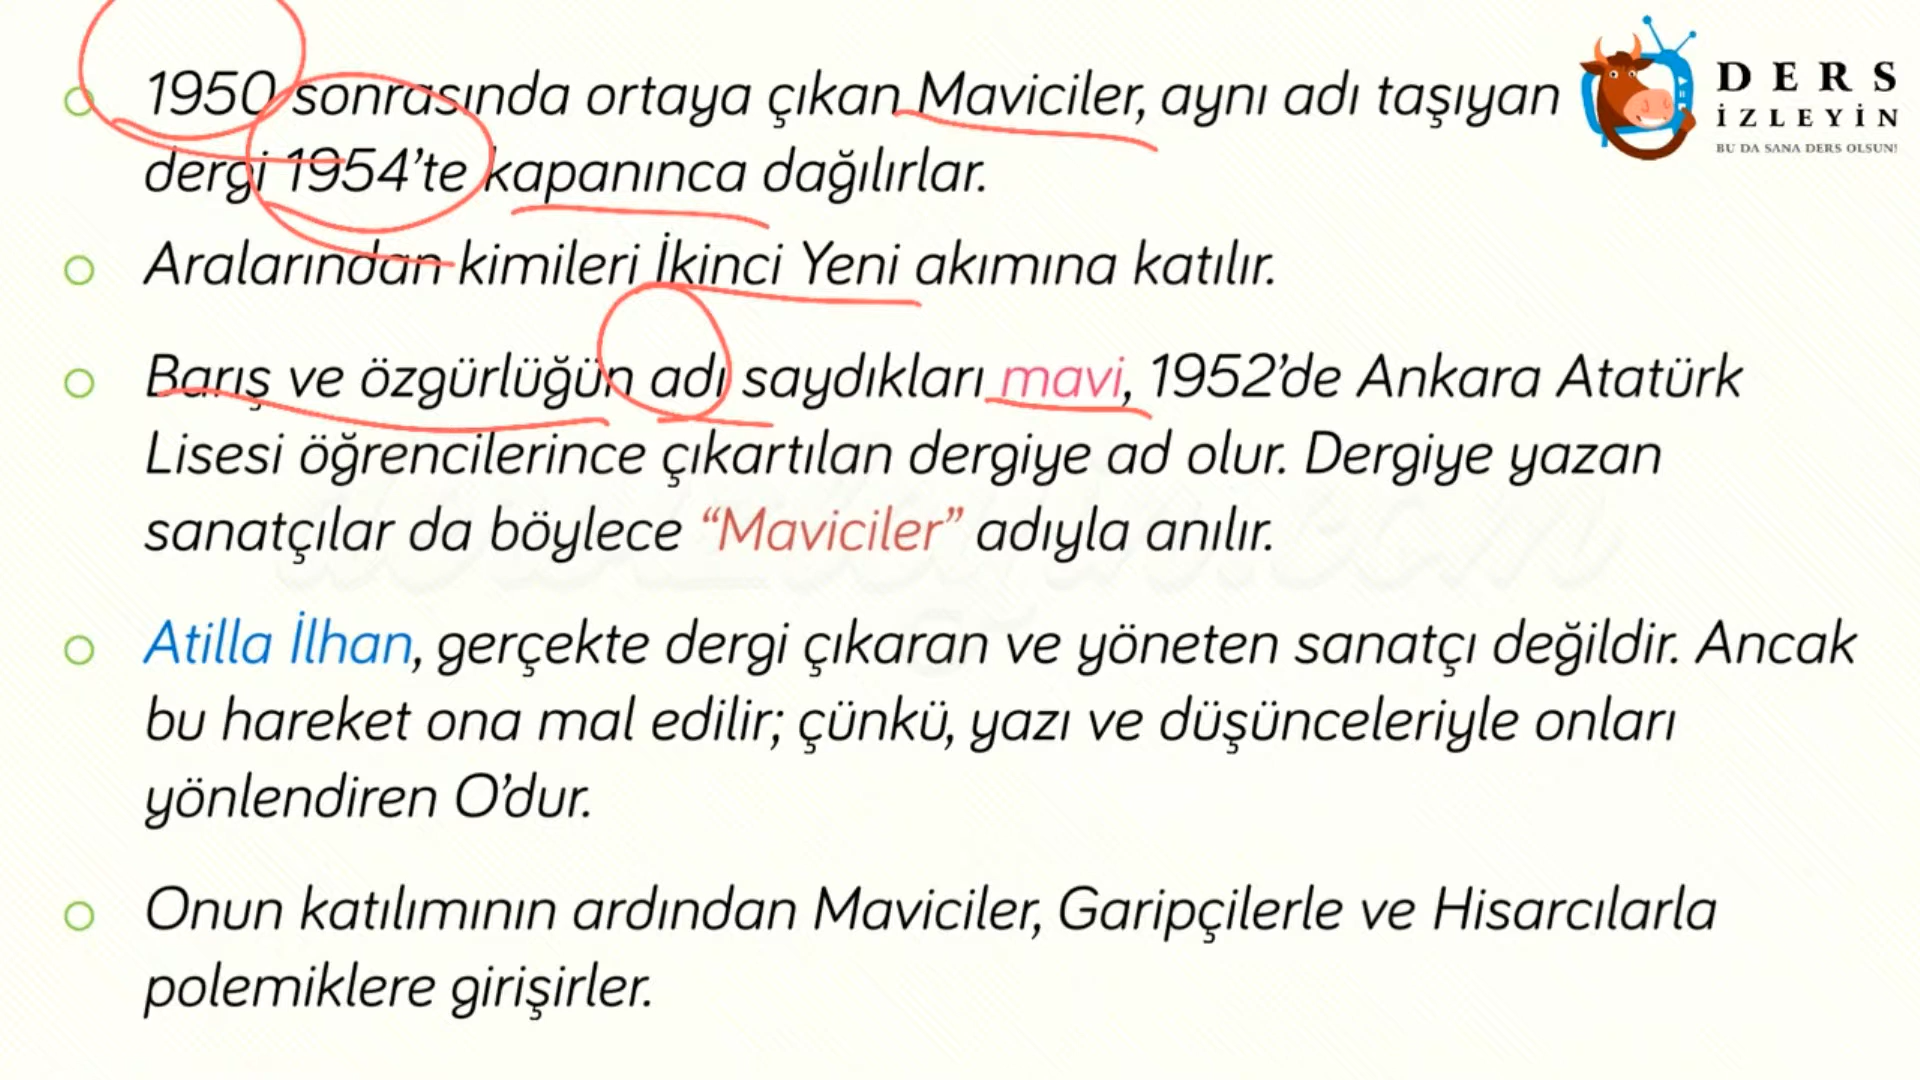 1950 sonrasında ortaya çıkan Maviciler, aynı adı taşıyan
dergi 1954’te kapanınca dağılırlar.
Aralarından kimileri İkinci Yeni akımına katılır.
Barış ve özgürlüğün adı saydıkları mavi, 1952’de Ankara Atatürk
Lisesi öğrencilerince çıkartılan dergiye ad olur. Dergiye yazan
sanatçılar da böylece “Maviciler” adıyla anılır.
Atilla İlhan, gerçekte dergi çıkaran ve yöneten sanatçı değildir. Ancak
bu hareket ona mal edilir; çünkü, yazı ve düşünceleriyle onları
yönlendiren O’dur.
Onun katılımının ardından Maviciler, Garipçilerle ve Hisarcılarla
polemiklere girişirler.
DERS
İZLEYİN
BU DA SANA DERS OLSUN!